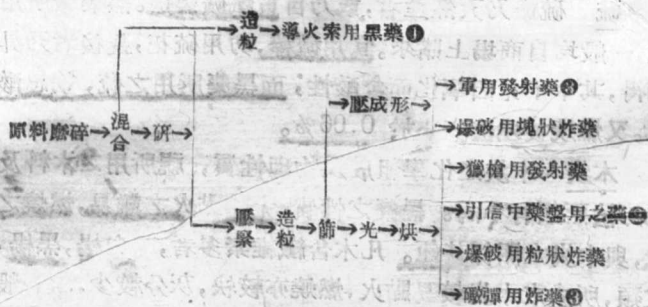 造粒→導火索用黑藥❶
軍用發射藥❸
→壓成形→
爆破用塊狀炸藥
原料磨碎→混合→研
獵槍用發射藥
壓緊→造粒→篩→光→烘→
引信中藥盤用之藥❷
爆破用粒狀炸藥
礮彈用炸藥❸